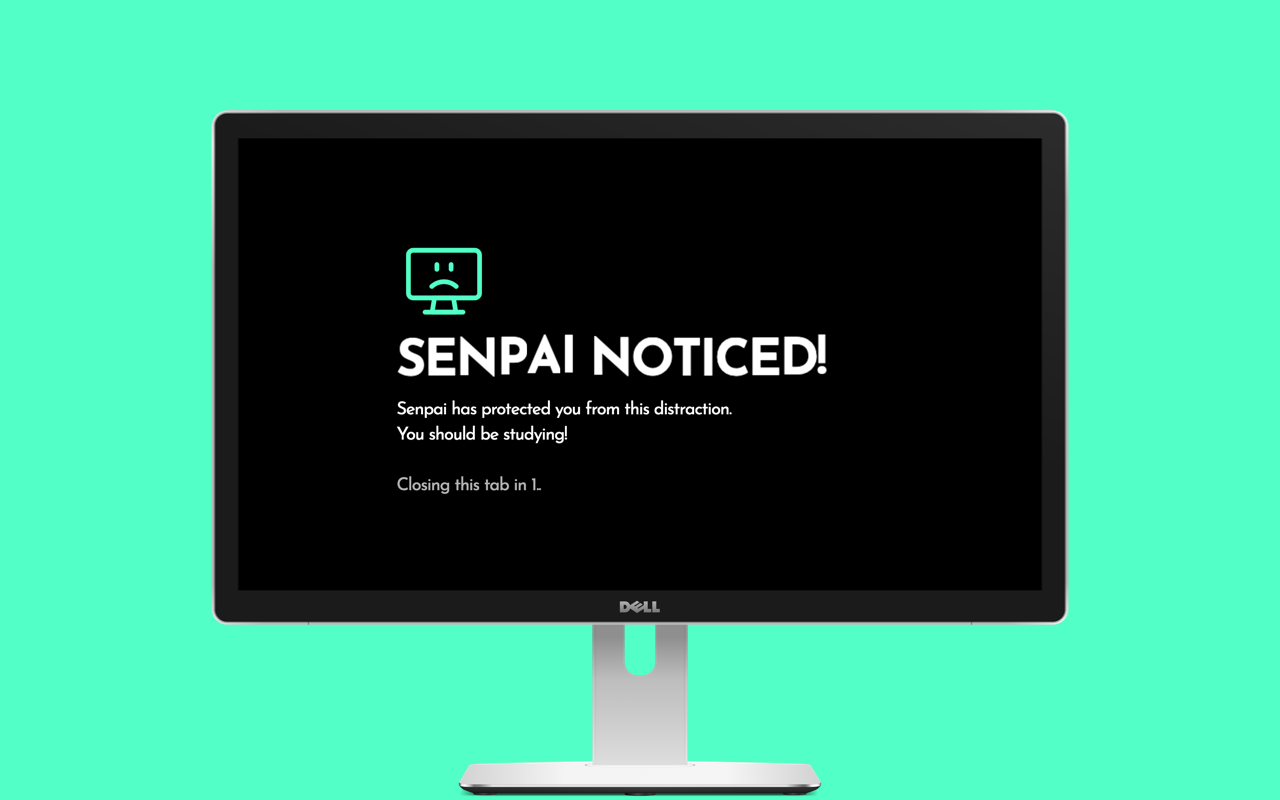 SENPAI NOTICED!
Senpai has protected you from this distraction.
You should be studying!
Closing this tab in 1..
DELL